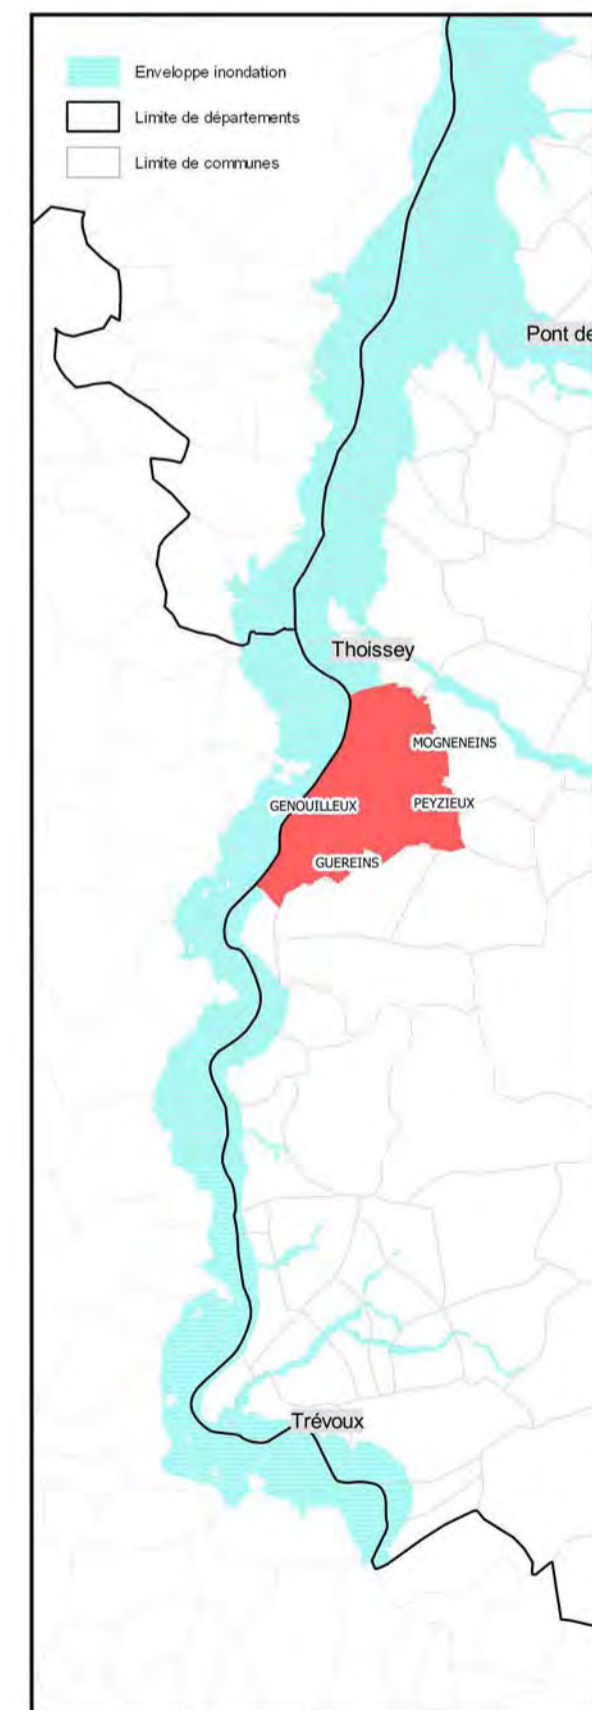 Enveloppe inondation
Limite de départements
Limite de communes
Pont de
Thoissey
MOGNENEINS
GENOUILLEUX
PEYZIEUX
GUEREINS
Trévoux